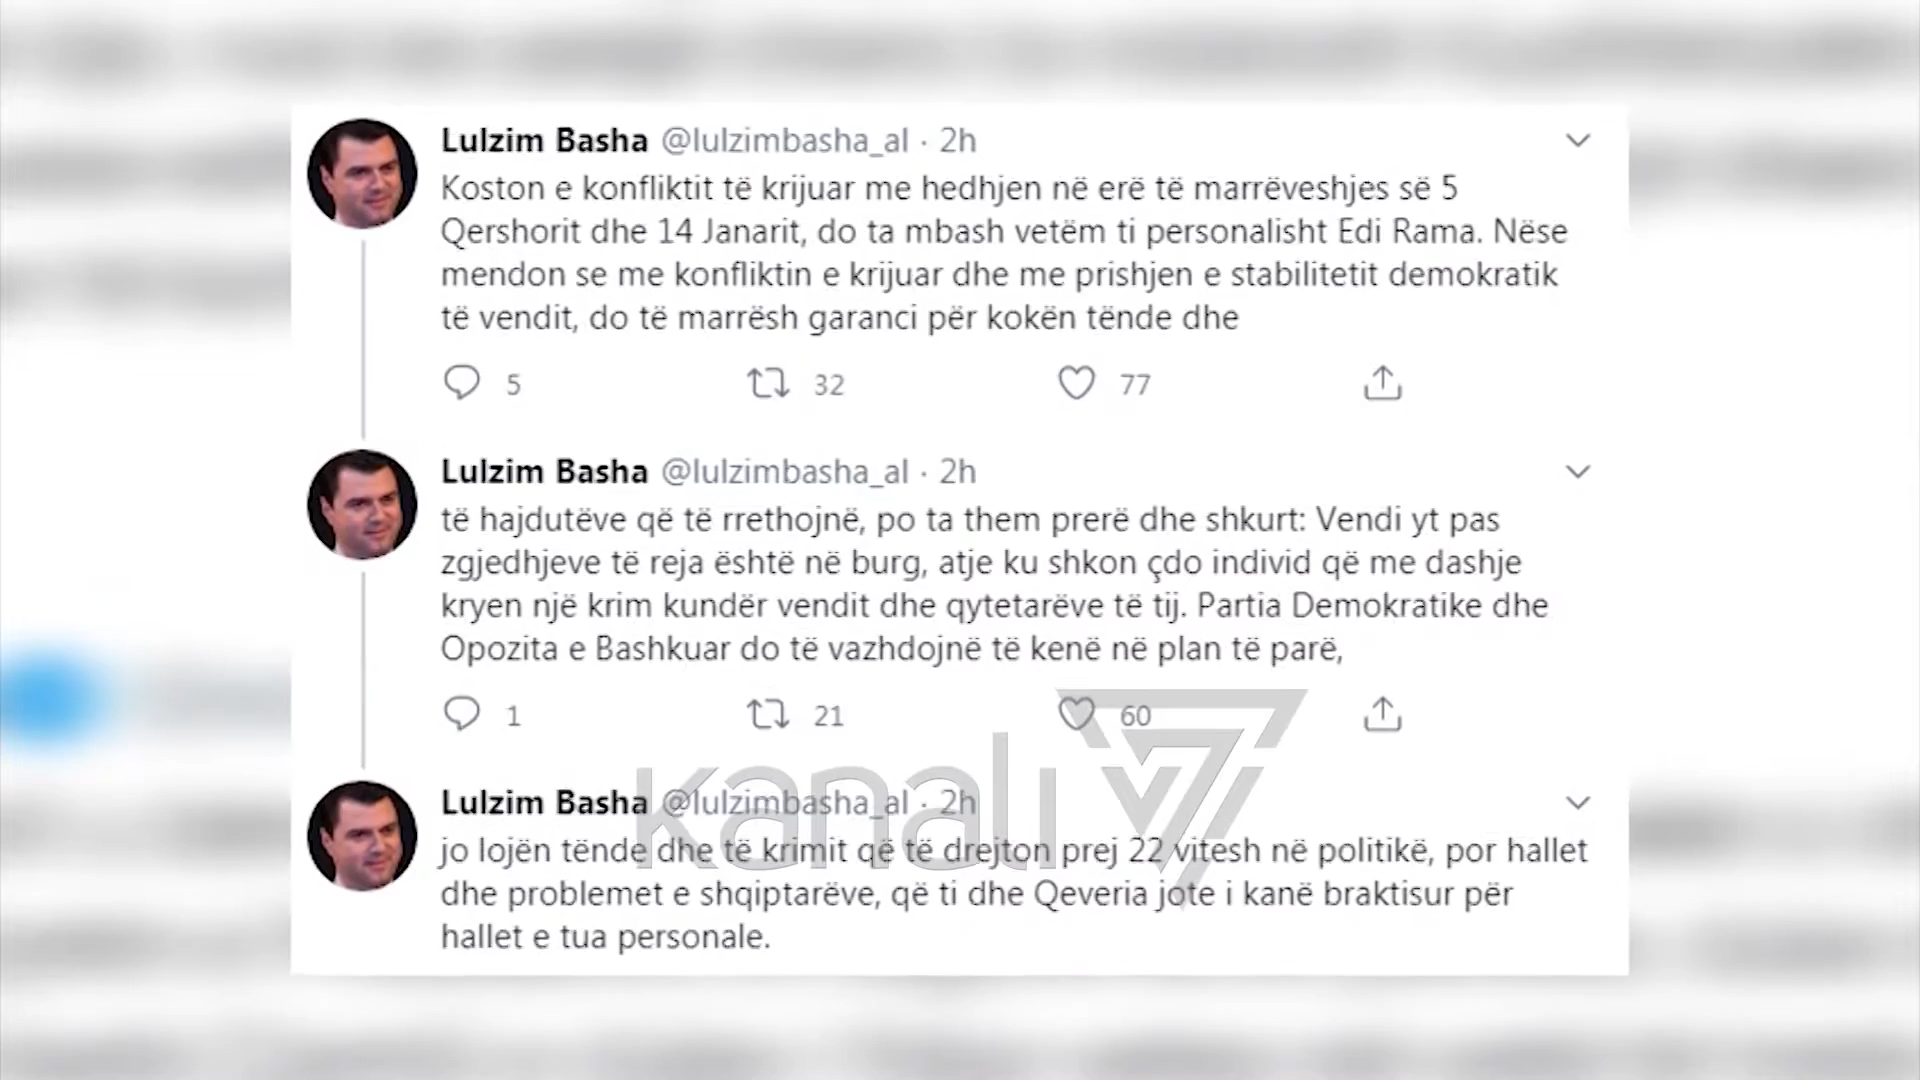 Lulzim Basha @lulzimbasha_al · 2h
Koston e konfliktit të krijuar me hedhjen në erë të marrëveshjes së 5
Qershorit dhe 14 Janarit, do ta mbash vetëm ti personalisht Edi Rama. Nëse
mendon se me konfliktin e krijuar dhe me prishjen e stabilitetit demokratik
të vendit, do të marrësh garanci për kokën tënde dhe
5 32 77
Lulzim Basha @lulzimbasha_al · 2h
të hajdutëve që të rrethojnë, po ta them prerë dhe shkurt: Vendi yt pas
zgjedhjeve të reja është në burg, atje ku shkon çdo individ që me dashje
kryen një krim kundër vendit dhe qytetarëve të tij. Partia Demokratike dhe
Opozita e Bashkuar do të vazhdojnë të kenë në plan të parë,
1 21 60
kanali 7
Lulzim Basha @lulzimbasha_al · 2h
jo lojën tënde dhe të krimit që të drejton prej 22 vitesh në politikë, por hallet
dhe problemet e shqiptarëve, që ti dhe Qeveria jote i kanë braktisur për
hallet e tua personale.